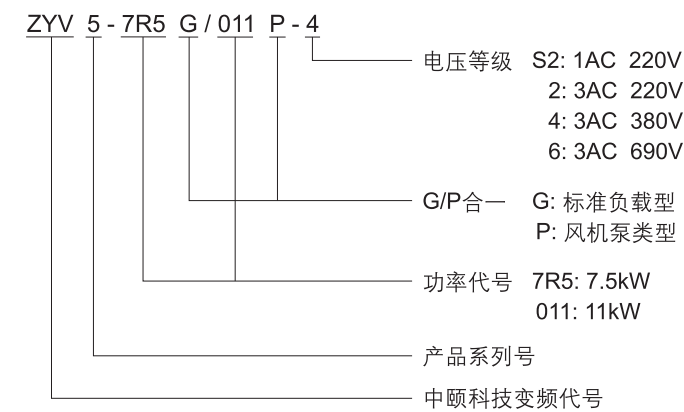 ZYV 5 - 7R5 G / 011 P - 4
电压等级 S2: 1AC 220V
2: 3AC 220V
4: 3AC 380V
6: 3AC 690V
G/P合一 G: 标准负载型
P: 风机泵类型
功率代号 7R5: 7.5kW
011: 11kW
产品系列号
中颐科技变频代号